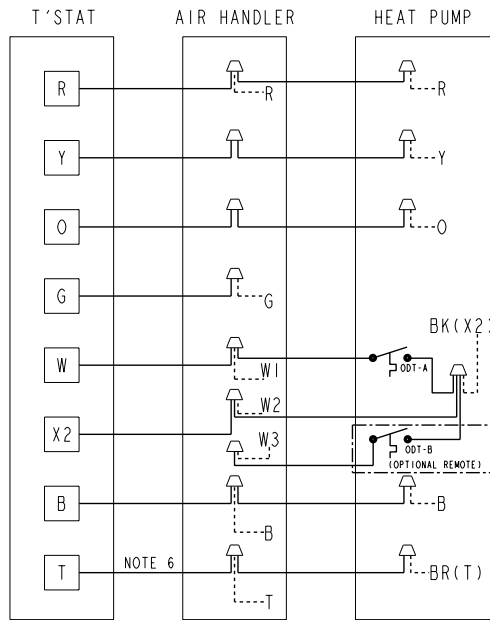 T'STAT AIR HANDLER HEAT PUMP
R R R
Y Y
O O
G G
BK(X2)
W W1 ODT-A
W2
X2 W3 ODT-B
(OPTIONAL REMOTE)
B B B
T NOTE 6 T BR(T)